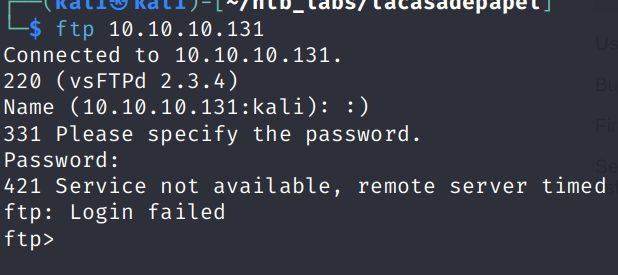 (kali㉿kali)-[~/htb_labs/lacasadepapel]
$ ftp 10.10.10.131
Connected to 10.10.10.131.
220 (vsFTPd 2.3.4)
Name (10.10.10.131:kali): :)
331 Please specify the password.
Password:
421 Service not available, remote server timed
ftp: Login failed
ftp>